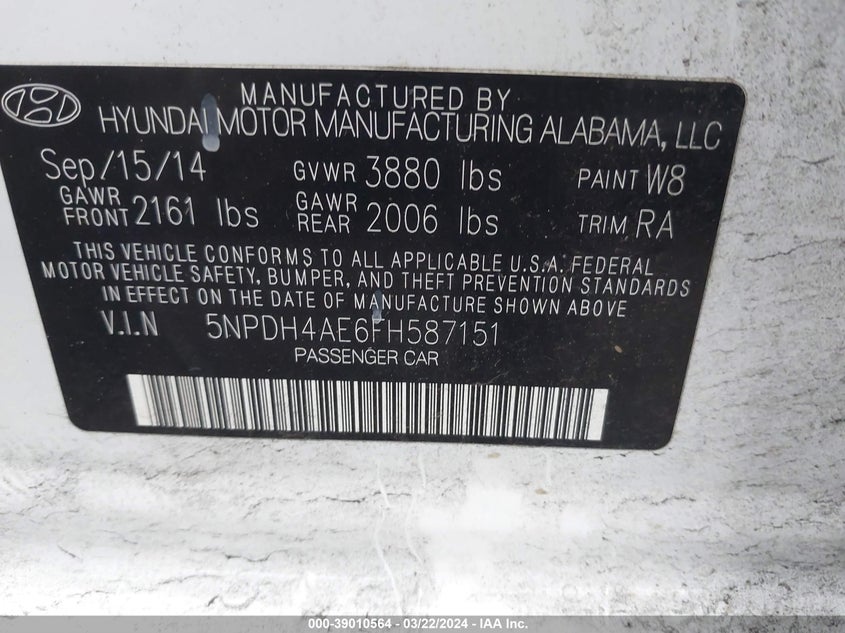 MANUFACTURED BY
HYUNDAI MOTOR MANUFACTURING ALABAMA, LLC
Sep/15/14 GVWR 3880 lbs PAINT W8
GAWR FRONT 2161 lbs GAWR REAR 2006 lbs TRIM RA
THIS VEHICLE CONFORMS TO ALL APPLICABLE U.S.A. FEDERAL
MOTOR VEHICLE SAFETY, BUMPER, AND THEFT PREVENTION STANDARDS
IN EFFECT ON THE DATE OF MANUFACTURE SHOWN ABOVE
V.I.N 5NPDH4AE6FH587151
PASSENGER CAR
000-39010564 - 03/22/2024 - IAAI.COM